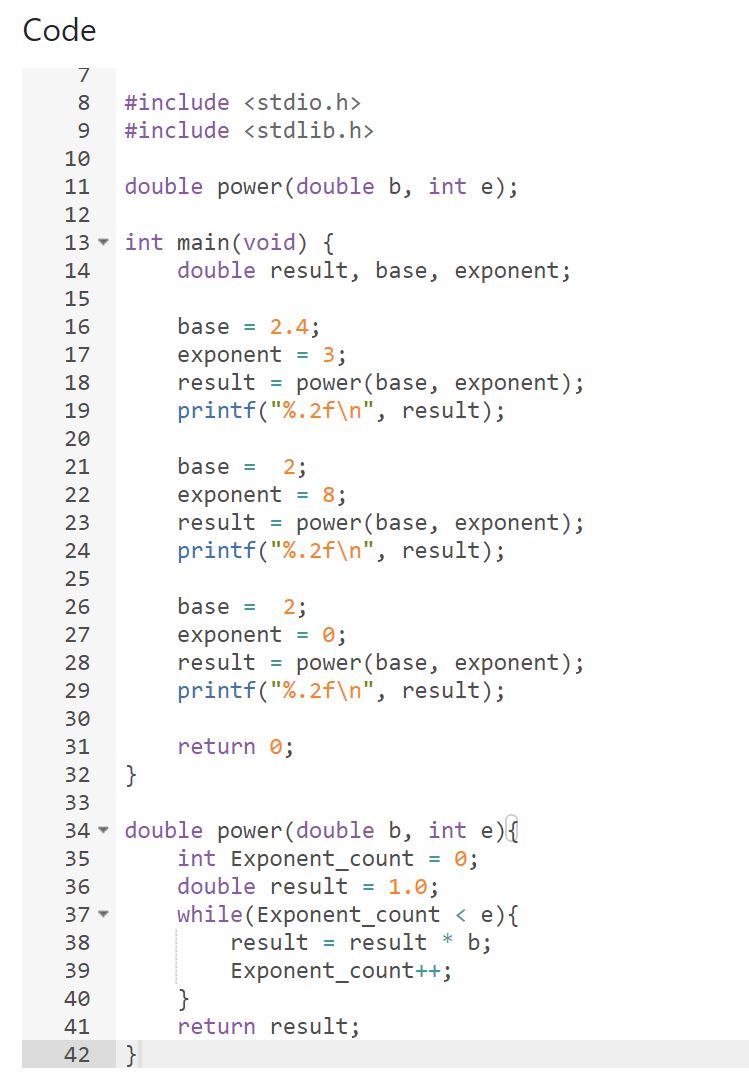 Code
7
8 #include <stdio.h>
9 #include <stdlib.h>
10
11 double power(double b, int e);
12
13 int main(void) {
14     double result, base, exponent;
15
16     base = 2.4;
17     exponent = 3;
18     result = power(base, exponent);
19     printf("%.2f\n", result);
20
21     base =  2;
22     exponent = 8;
23     result = power(base, exponent);
24     printf("%.2f\n", result);
25
26     base =  2;
27     exponent = 0;
28     result = power(base, exponent);
29     printf("%.2f\n", result);
30
31     return 0;
32 }
33
34 double power(double b, int e){
35     int Exponent_count = 0;
36     double result = 1.0;
37     while(Exponent_count < e){
38         result = result * b;
39         Exponent_count++;
40     }
41     return result;
42 }